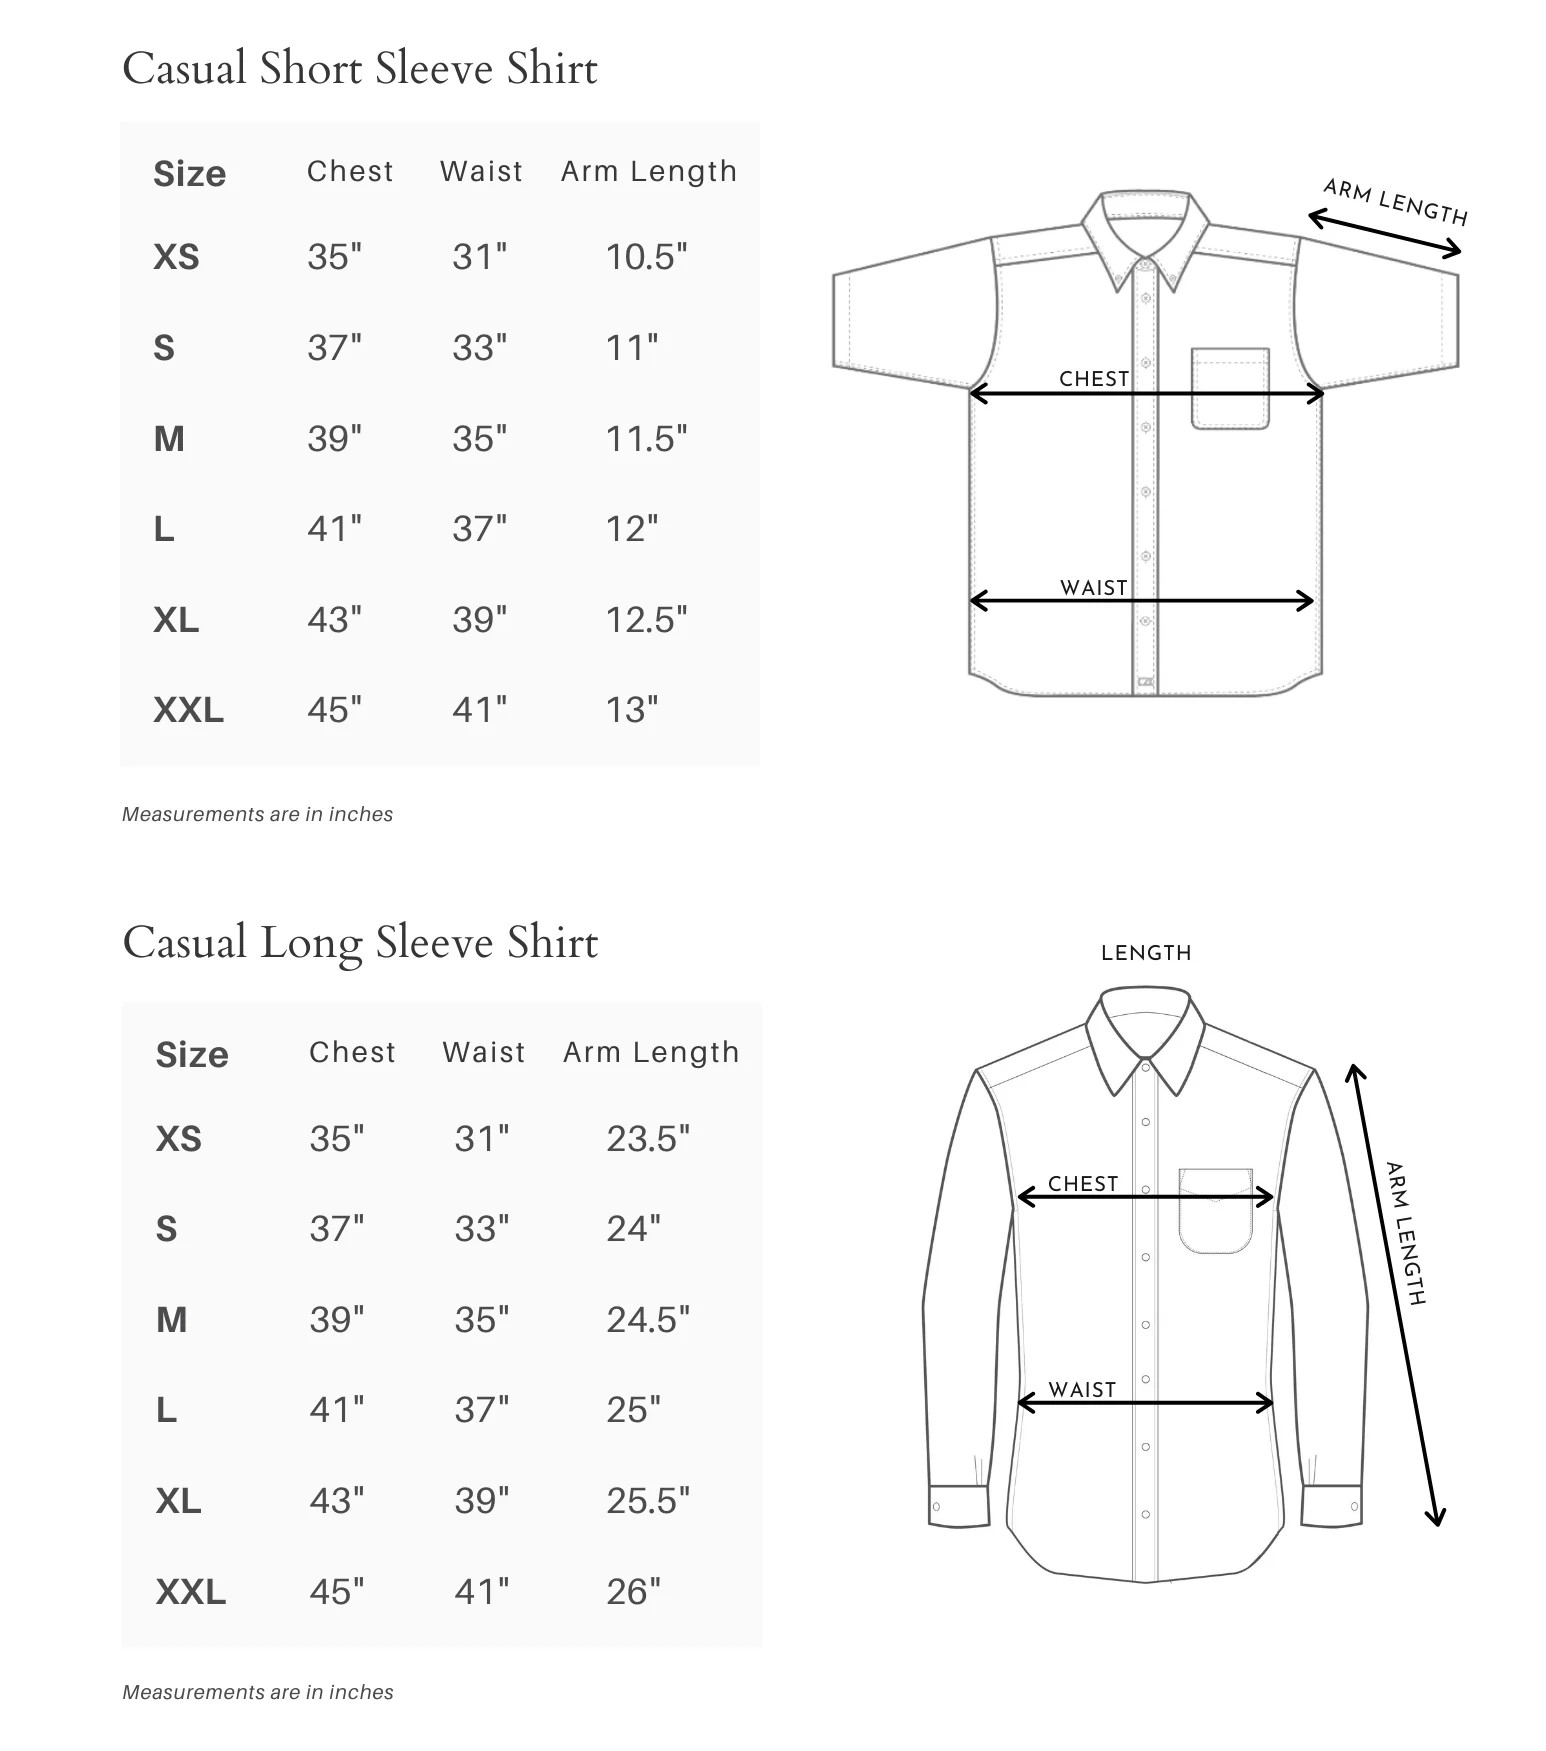 Casual Short Sleeve Shirt
Size Chest Waist Arm Length
XS 35" 31" 10.5"
S 37" 33" 11"
M 39" 35" 11.5"
L 41" 37" 12"
XL 43" 39" 12.5"
XXL 45" 41" 13"
Measurements are in inches
ARM LENGTH
CHEST
WAIST
Casual Long Sleeve Shirt
Size Chest Waist Arm Length
XS 35" 31" 23.5"
S 37" 33" 24"
M 39" 35" 24.5"
L 41" 37" 25"
XL 43" 39" 25.5"
XXL 45" 41" 26"
Measurements are in inches
LENGTH
CHEST
ARM LENGTH
WAIST